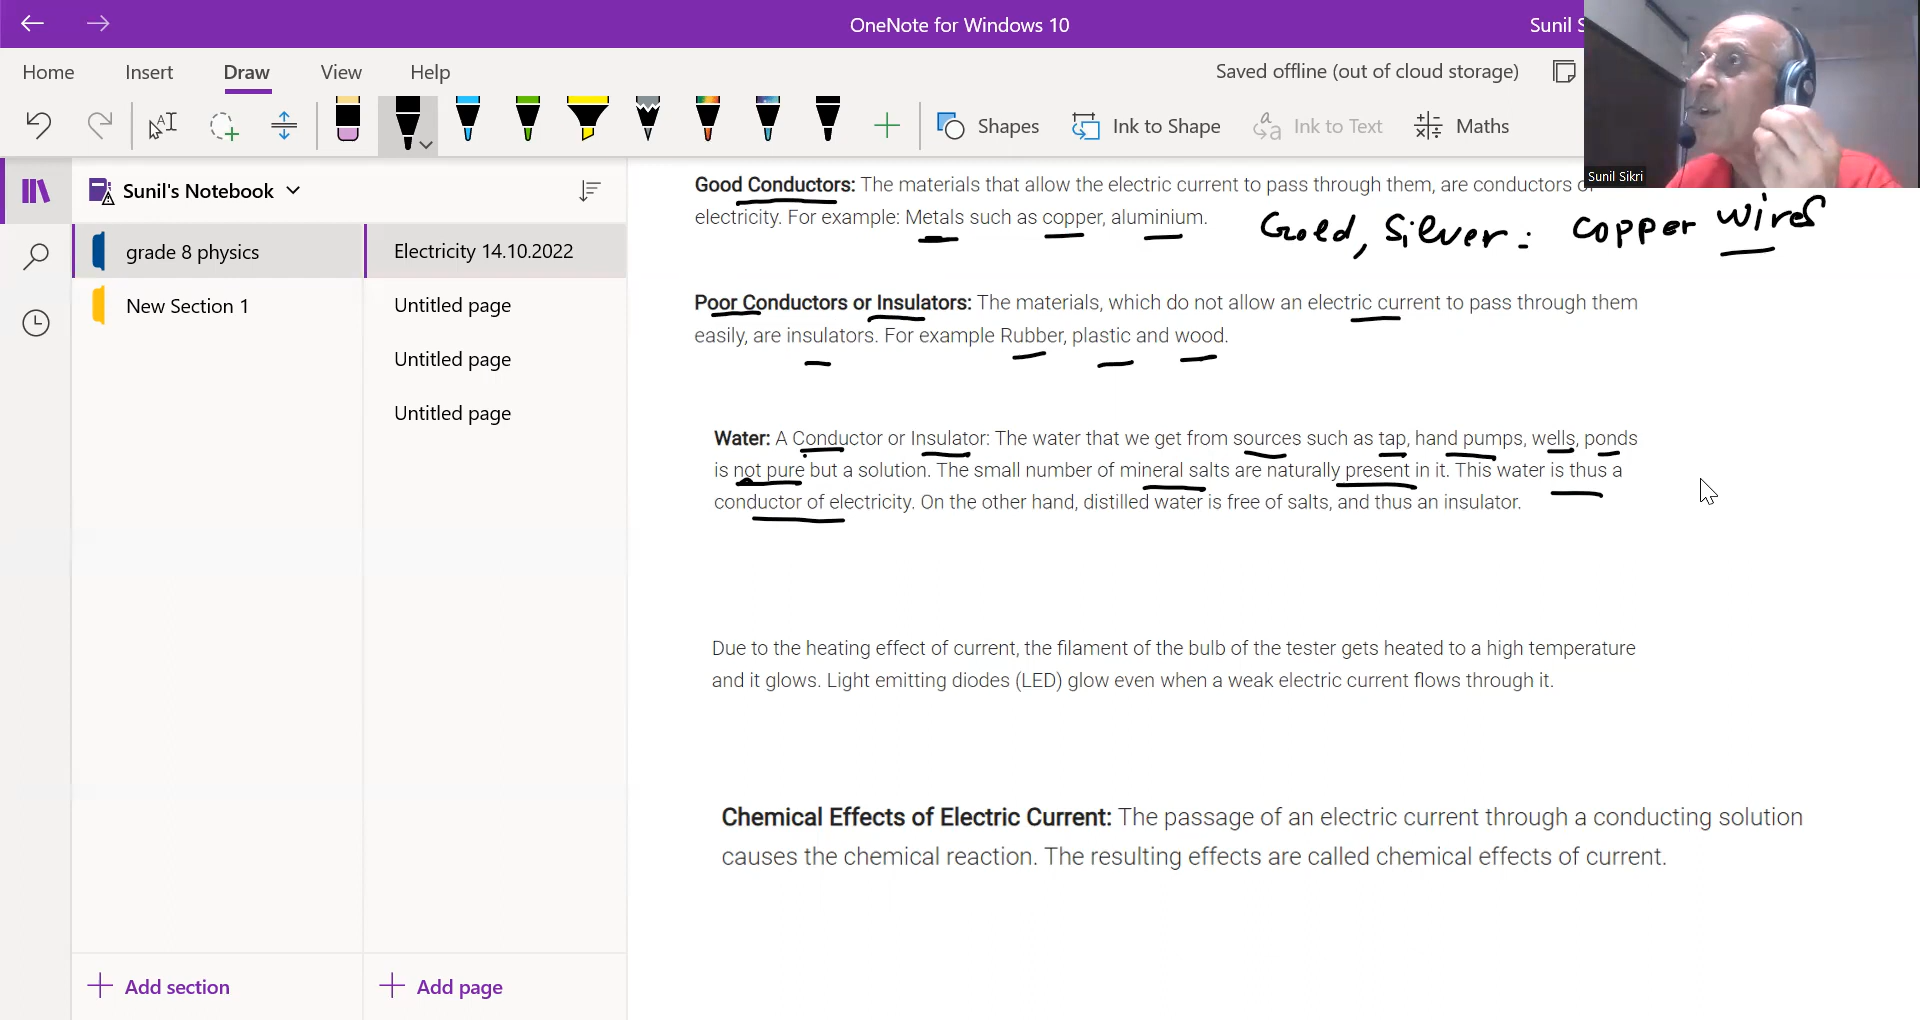 OneNote for Windows 10
Sunil S
Home Insert Draw View Help
Saved offline (out of cloud storage)
Shapes Ink to Shape Ink to Text Maths
Sunil Sikri
Sunil's Notebook
grade 8 physics
New Section 1
Electricity 14.10.2022
Untitled page
Untitled page
Untitled page
Add section
Add page
Good Conductors: The materials that allow the electric current to pass through them, are conductors of
electricity. For example: Metals such as copper, aluminium.
Gold, Silver: copper wires
Poor Conductors or Insulators: The materials, which do not allow an electric current to pass through them
easily, are insulators. For example Rubber, plastic and wood.
Water: A Conductor or Insulator: The water that we get from sources such as tap, hand pumps, wells, ponds
is not pure but a solution. The small number of mineral salts are naturally present in it. This water is thus a
conductor of electricity. On the other hand, distilled water is free of salts, and thus an insulator.
Due to the heating effect of current, the filament of the bulb of the tester gets heated to a high temperature
and it glows. Light emitting diodes (LED) glow even when a weak electric current flows through it.
Chemical Effects of Electric Current: The passage of an electric current through a conducting solution
causes the chemical reaction. The resulting effects are called chemical effects of current.